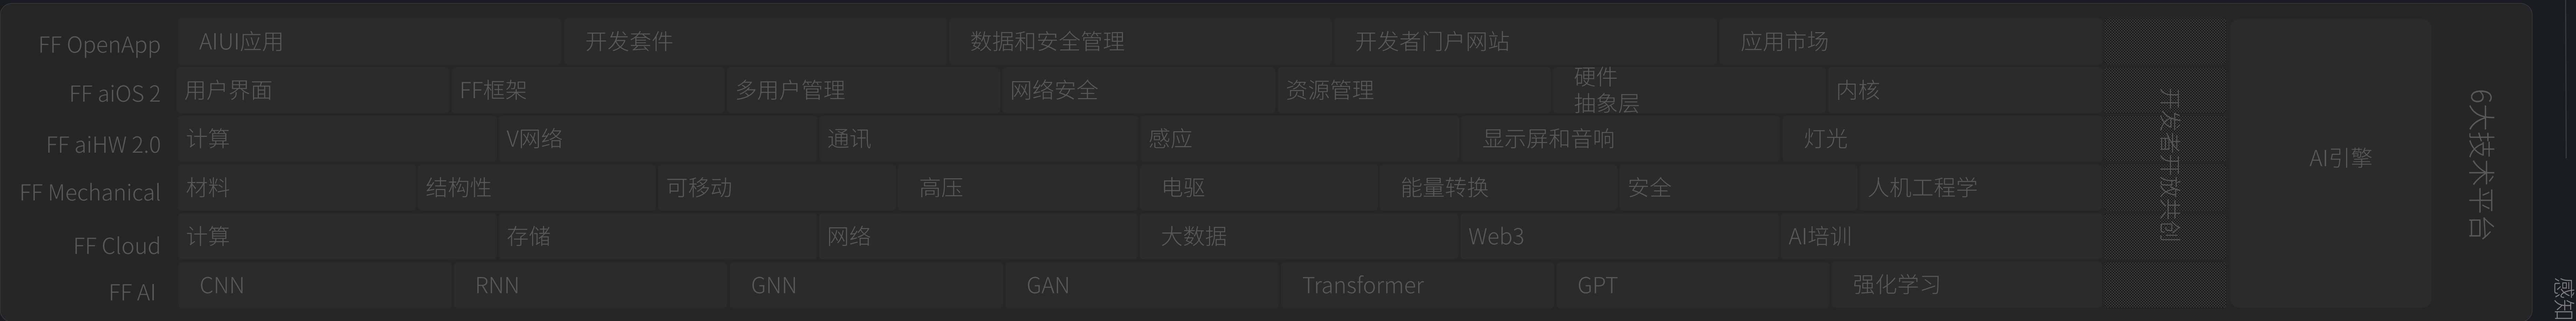 FF OpenApp AIUI应用 开发套件 数据和安全管理 开发者门户网站 应用市场
FF aiOS 2 用户界面 FF框架 多用户管理 网络安全 资源管理 硬件
抽象层 内核
FF aiHW 2.0 计算 V网络 通讯 感应 显示屏和音响 灯光
FF Mechanical 材料 结构性 可移动 高压 电驱 能量转换 安全 人机工程学
FF Cloud 计算 存储 网络 大数据 Web3 AI培训
FF AI CNN RNN GNN GAN Transformer GPT 强化学习
开发者开放共创
AI引擎
6大技术平台
感知